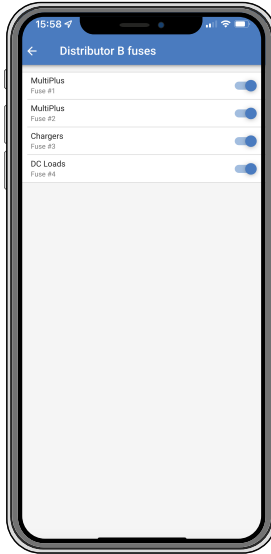 15:58
Distributor B fuses
MultiPlus
Fuse #1
MultiPlus
Fuse #2
Chargers
Fuse #3
DC Loads
Fuse #4